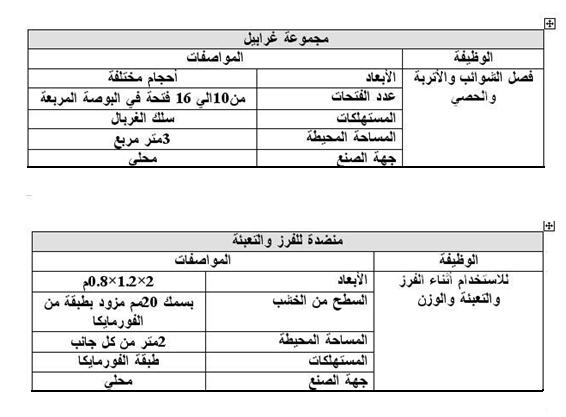 مجموعة غرابيل
الوظيفة المواصفات
فصل الشوائب والأتربة الأبعاد أحجام مختلفة
والحصي عدد الفتحات من10الي 16 فتحة في البوصة المربعة
المستهلكات سلك الغربال
المساحة المحيطة 3متر مربع
جهة الصنع محلي
منضدة للفرز والتعبئة
الوظيفة المواصفات
للاستخدام أثناء الفرز الأبعاد 2×1.2×0.8م
والتعبئة والوزن السطح من الخشب بسمك 20مم مزود بطبقة من
الفورمايكا
المساحة المحيطة 2متر من كل جانب
المستهلكات طبقة الفورمايكا
جهة الصنع محلي